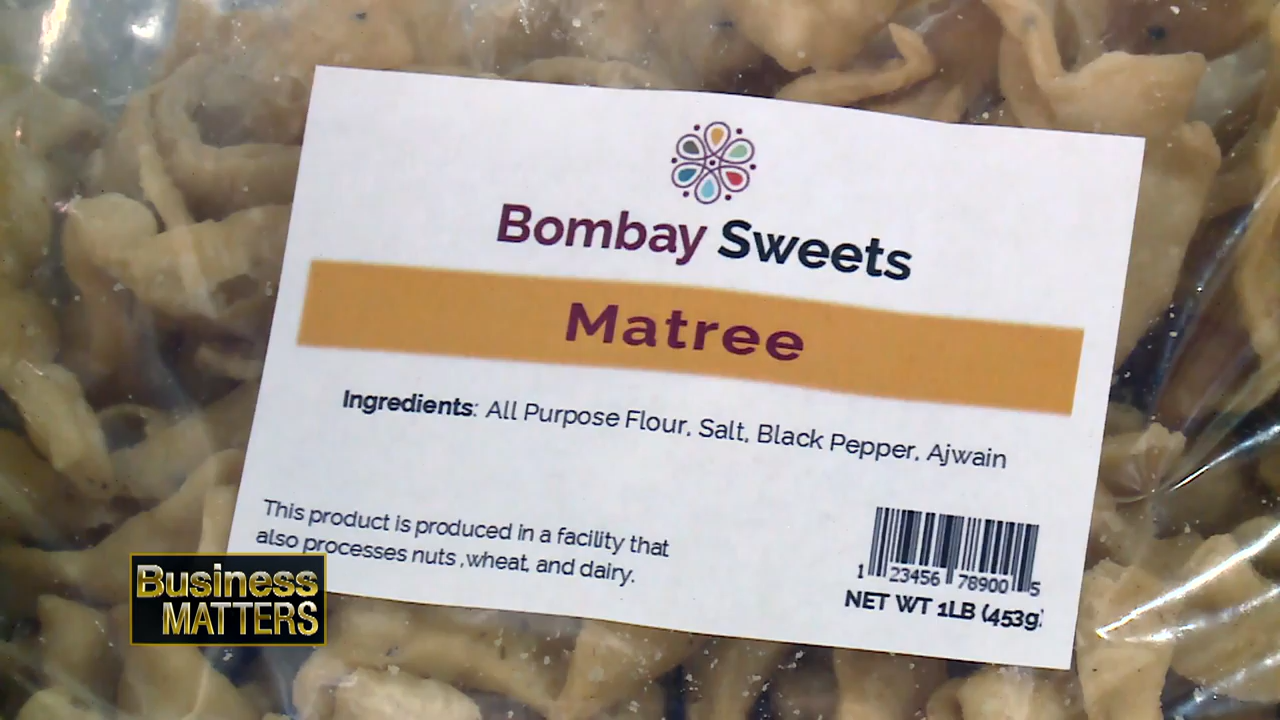 Bombay Sweets
Matree
Ingredients: All Purpose Flour, Salt, Black Pepper, Ajwain
This product is produced in a facility that
also processes nuts ,wheat, and dairy.
1 23456 78900 5
NET WT 1LB (453g)
Business
MATTERS